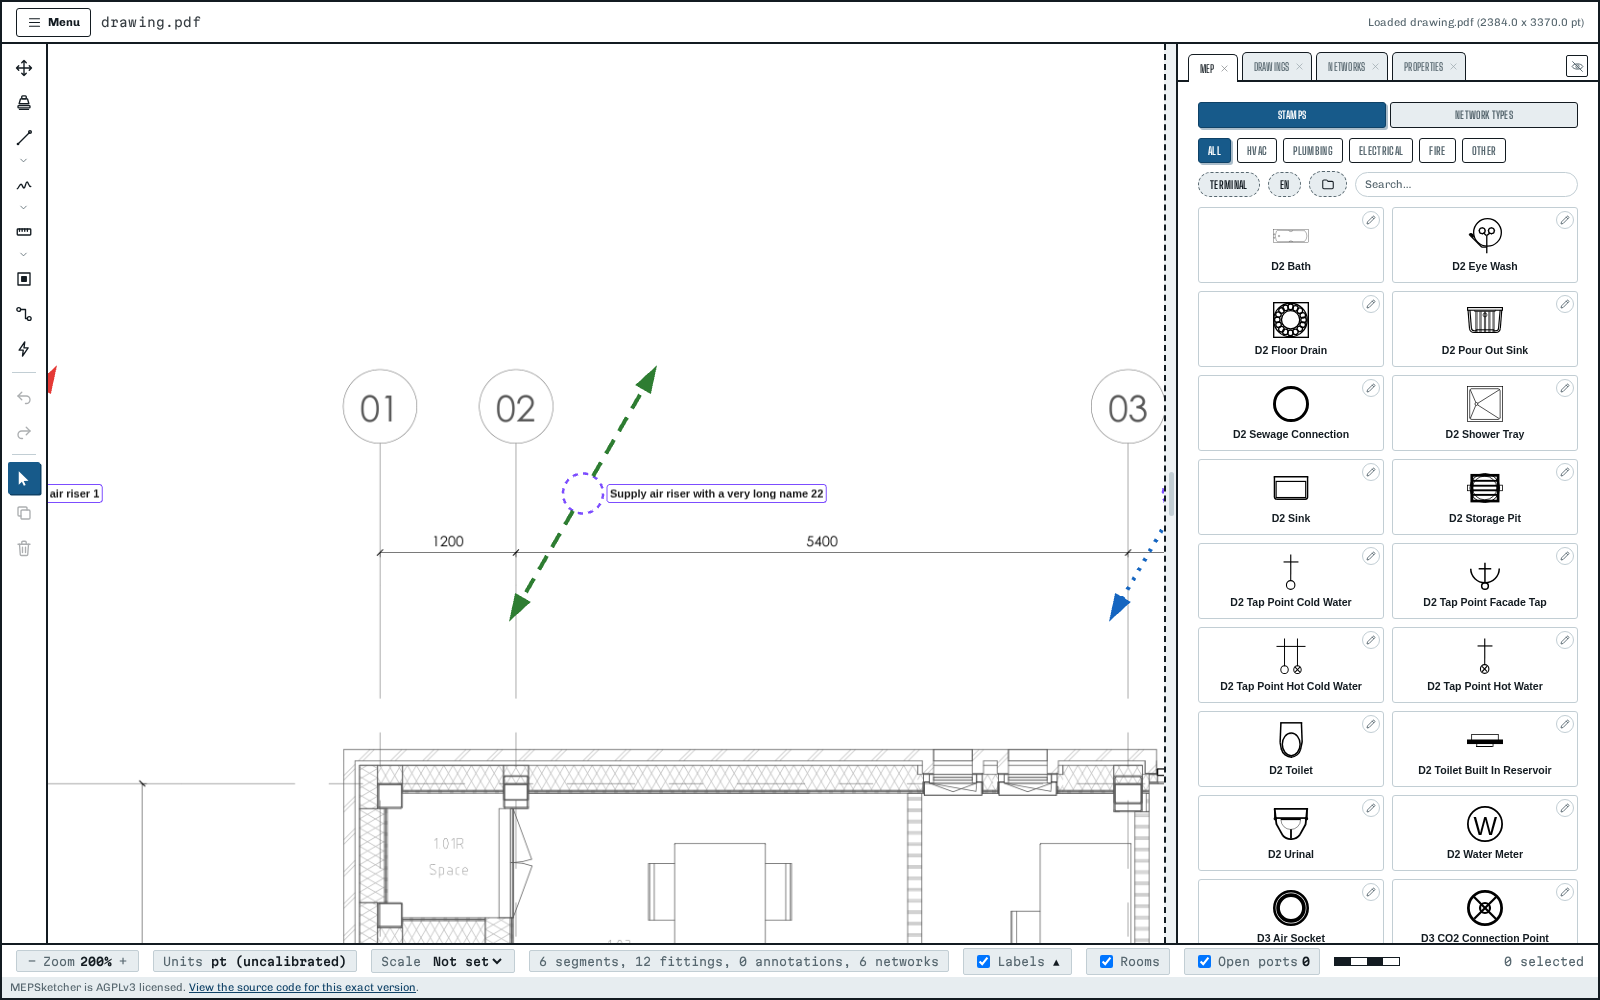 Menu drawing.pdf Loaded drawing.pdf (2384.0 x 3370.0 pt)
MEP DRAWINGS NETWORKS PROPERTIES
STAMPS NETWORK TYPES
ALL HVAC PLUMBING ELECTRICAL FIRE OTHER
TERMINAL EN Search...
D2 Bath D2 Eye Wash
D2 Floor Drain D2 Pour Out Sink
D2 Sewage Connection D2 Shower Tray
D2 Sink D2 Storage Pit
D2 Tap Point Cold Water D2 Tap Point Facade Tap
D2 Tap Point Hot Cold Water D2 Tap Point Hot Water
D2 Toilet D2 Toilet Built In Reservoir
D2 Urinal W D2 Water Meter
D3 Air Socket D3 CO2 Connection Point
01 02 03
air riser 1 Supply air riser with a very long name 22
1200 5400
1.01R
Space
− Zoom 200% + Units pt (uncalibrated) Scale Not set 6 segments, 12 fittings, 0 annotations, 6 networks Labels ▲ Rooms Open ports 0 0 selected
MEPSketcher is AGPLv3 licensed. View the source code for this exact version.